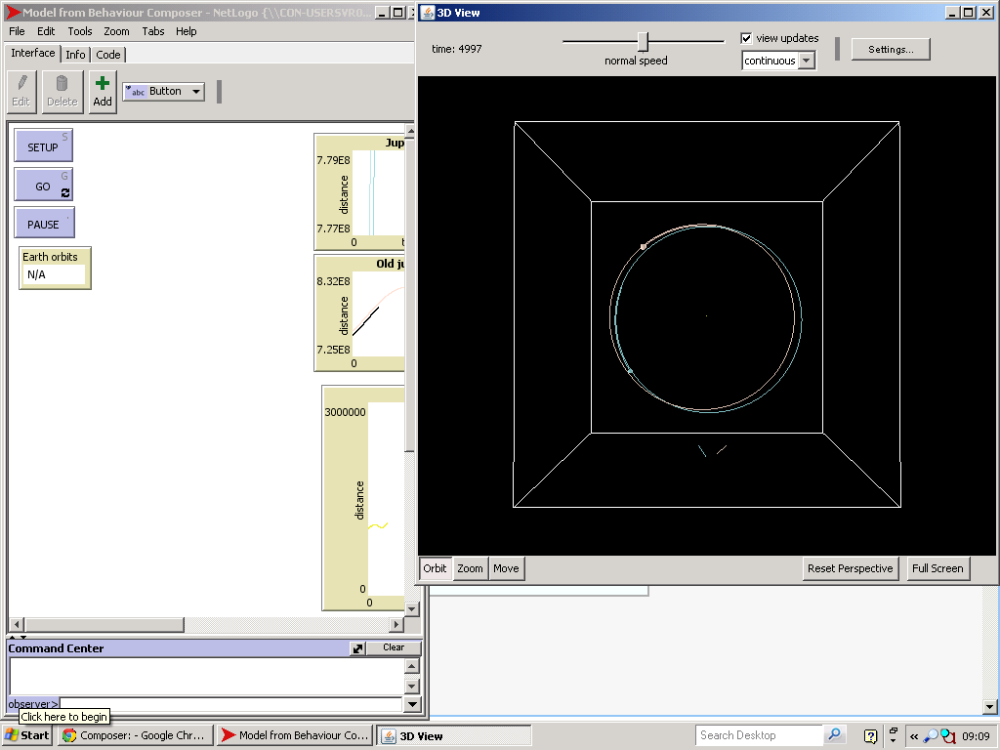 Model from Behaviour Composer - NetLogo {\\CON-USERSVR0...
File Edit Tools Zoom Tabs Help
Interface Info Code
Edit Delete Add abc Button
SETUP S
GO G
PAUSE
Earth orbits
N/A
Jup
7.79E8
distance
7.77E8
0
Old ju
8.32E8
distance
7.25E8
0
3000000
distance
0
0
Command Center
Clear
observer>
Click here to begin
3D View
time: 4997
normal speed
view updates
continuous
Settings...
Orbit Zoom Move Reset Perspective Full Screen
Start Composer: - Google Chr... Model from Behaviour Co... 3D View Search Desktop « 09:09